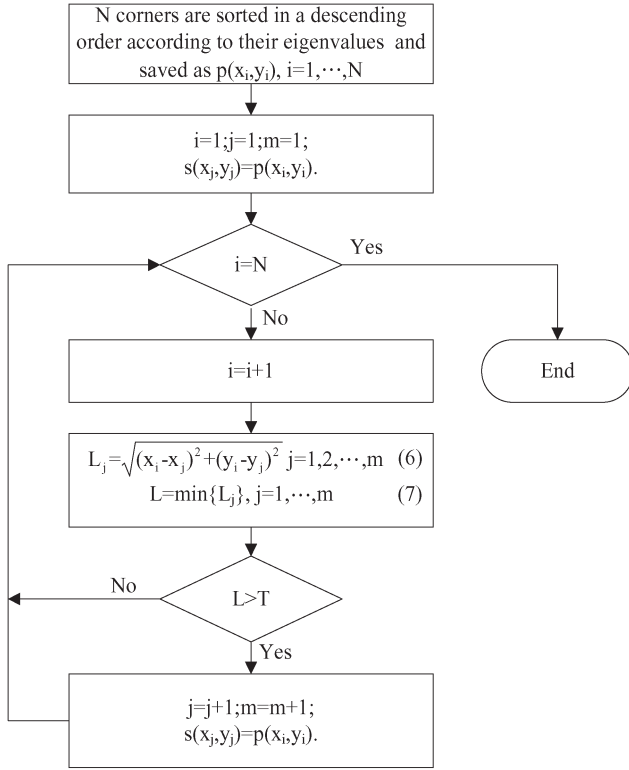 N corners are sorted in a descending
order according to their eigenvalues and
saved as p(xᵢ,yᵢ), i=1,⋯,N
i=1;j=1;m=1;
s(xⱼ,yⱼ)=p(xᵢ,yᵢ).
i=N
Yes
No
i=i+1
End
Lⱼ=√(xᵢ-xⱼ)²+(yᵢ-yⱼ)² j=1,2,⋯,m (6)
L=min{Lⱼ}, j=1,⋯,m (7)
No
L>T
Yes
j=j+1;m=m+1;
s(xⱼ,yⱼ)=p(xᵢ,yᵢ).